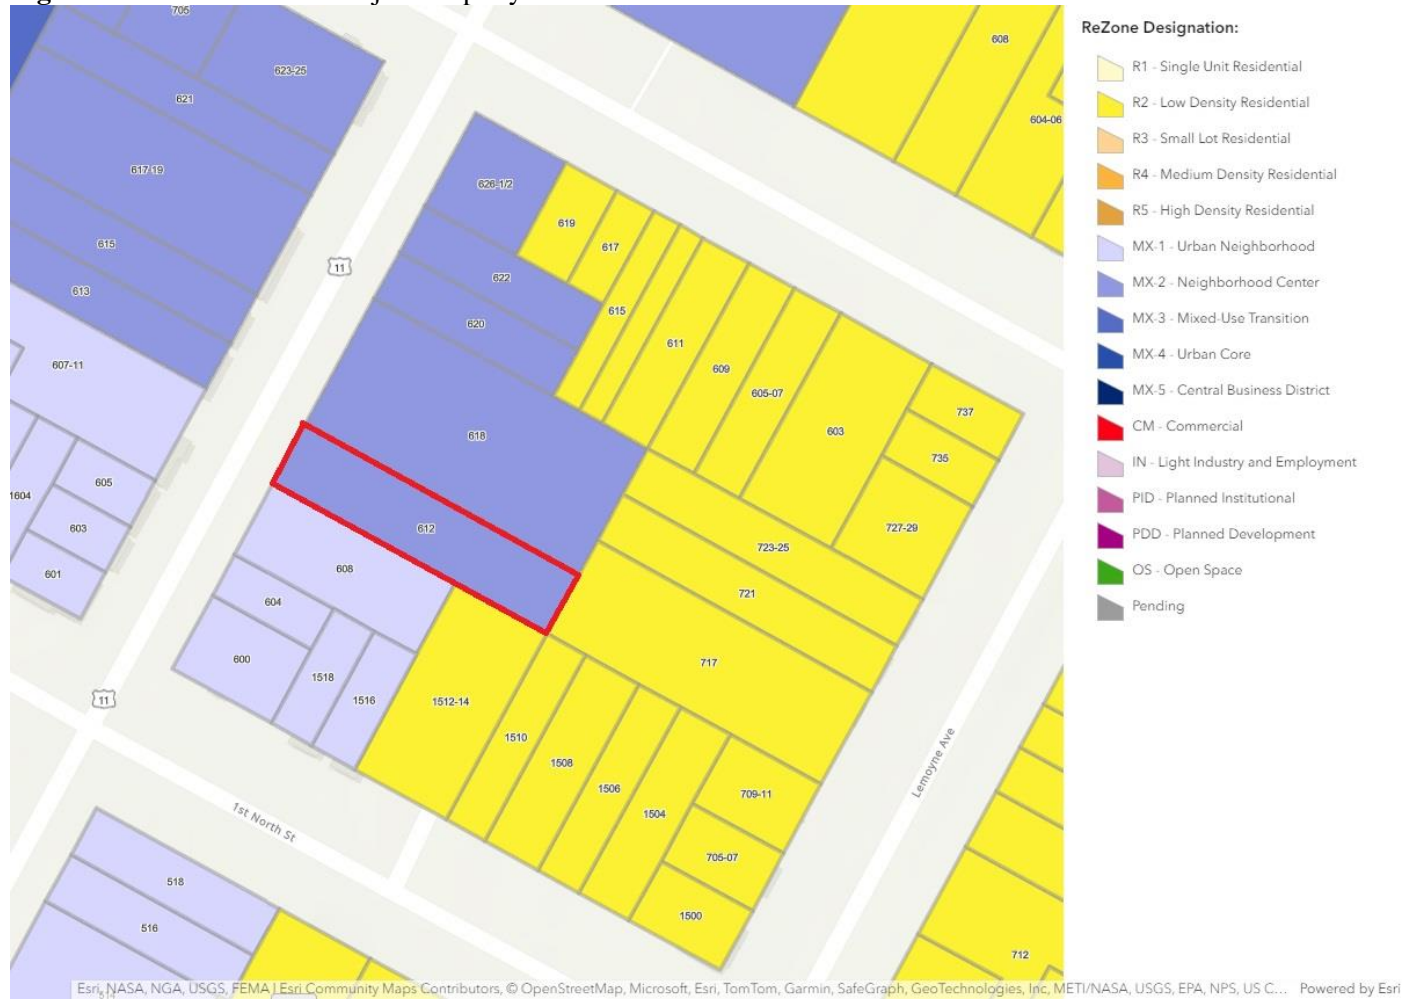 ReZone Designation:
R1 - Single Unit Residential
R2 - Low Density Residential
R3 - Small Lot Residential
R4 - Medium Density Residential
R5 - High Density Residential
MX-1 - Urban Neighborhood
MX-2 - Neighborhood Center
MX-3 - Mixed-Use Transition
MX-4 - Urban Core
MX-5 - Central Business District
CM - Commercial
IN - Light Industry and Employment
PID - Planned Institutional
PDD - Planned Development
OS - Open Space
Pending
705
623-25
621
617-19
615
613
607-11
605
1604
603
601
11
11
608
604-06
626-1/2
622
620
618
612
608
604
600
1518
1516
619
617
615
611
609
605-07
603
737
735
727-29
723-25
721
717
1512-14
1510
1508
1506
1504
709-11
705-07
1500
Lemoyne Ave
1st North St
518
516
712
Esri, NASA, NGA, USGS, FEMA | Esri Community Maps Contributors, © OpenStreetMap, Microsoft, Esri, TomTom, Garmin, SafeGraph, GeoTechnologies, Inc, METI/NASA, USGS, EPA, NPS, US C... Powered by Esri